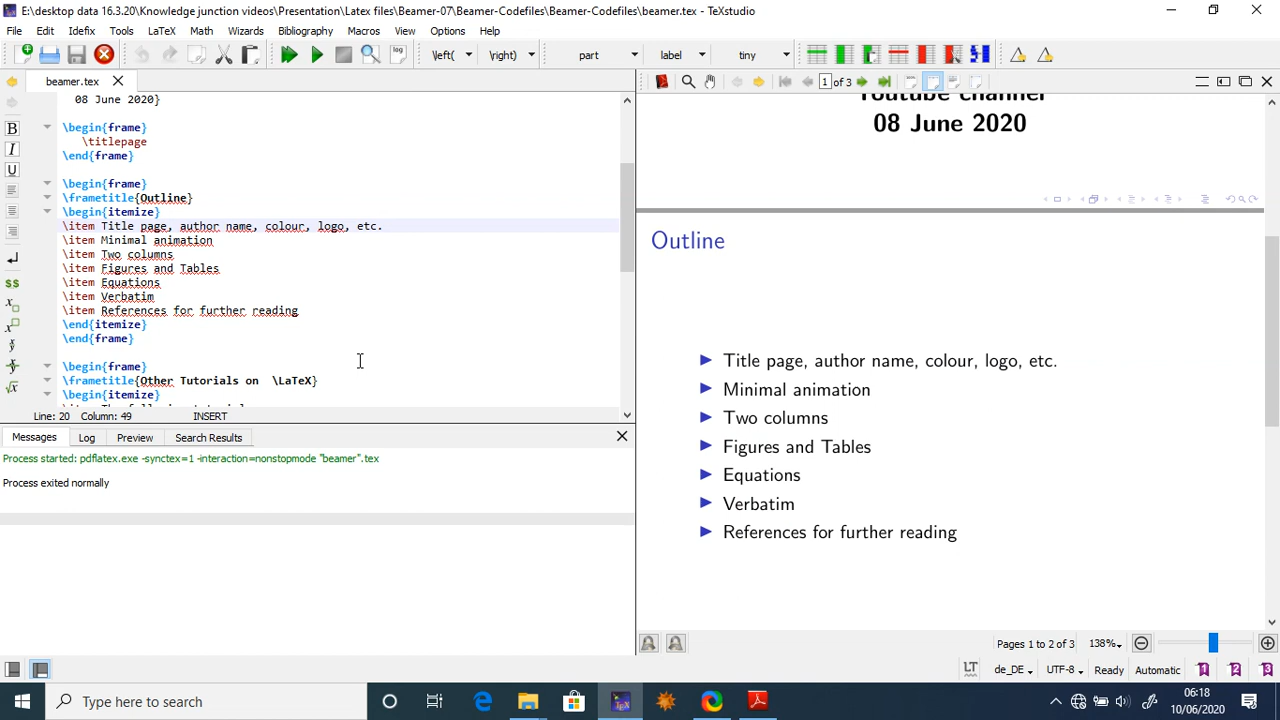 E:\desktop data 16.3.20\Knowledge junction videos\Presentation\Latex files\Beamer-07\Beamer-Codefiles\Beamer-Codefiles\beamer.tex - TeXstudio
File Edit Idefix Tools LaTeX Math Wizards Bibliography Macros View Options Help
log \left( \right) part label tiny
beamer.tex
1 of 3
08 June 2020}
\begin{frame}
\titlepage
\end{frame}
\begin{frame}
\frametitle{Outline}
\begin{itemize}
\item Title page, author name, colour, logo, etc.
\item Minimal animation
\item Two columns
\item Figures and Tables
\item Equations
\item Verbatim
\item References for further reading
\end{itemize}
\end{frame}
\begin{frame}
\frametitle{Other Tutorials on  \LaTeX}
\begin{itemize}
Line: 20 Column: 49 INSERT
Messages Log Preview Search Results
Process started: pdflatex.exe -synctex=1 -interaction=nonstopmode "beamer".tex
Process exited normally
Youtube channel
08 June 2020
Outline
Title page, author name, colour, logo, etc.
Minimal animation
Two columns
Figures and Tables
Equations
Verbatim
References for further reading
Pages 1 to 2 of 3 138%
LT de_DE UTF-8 Ready Automatic 1 2 3
Type here to search
06:18
10/06/2020